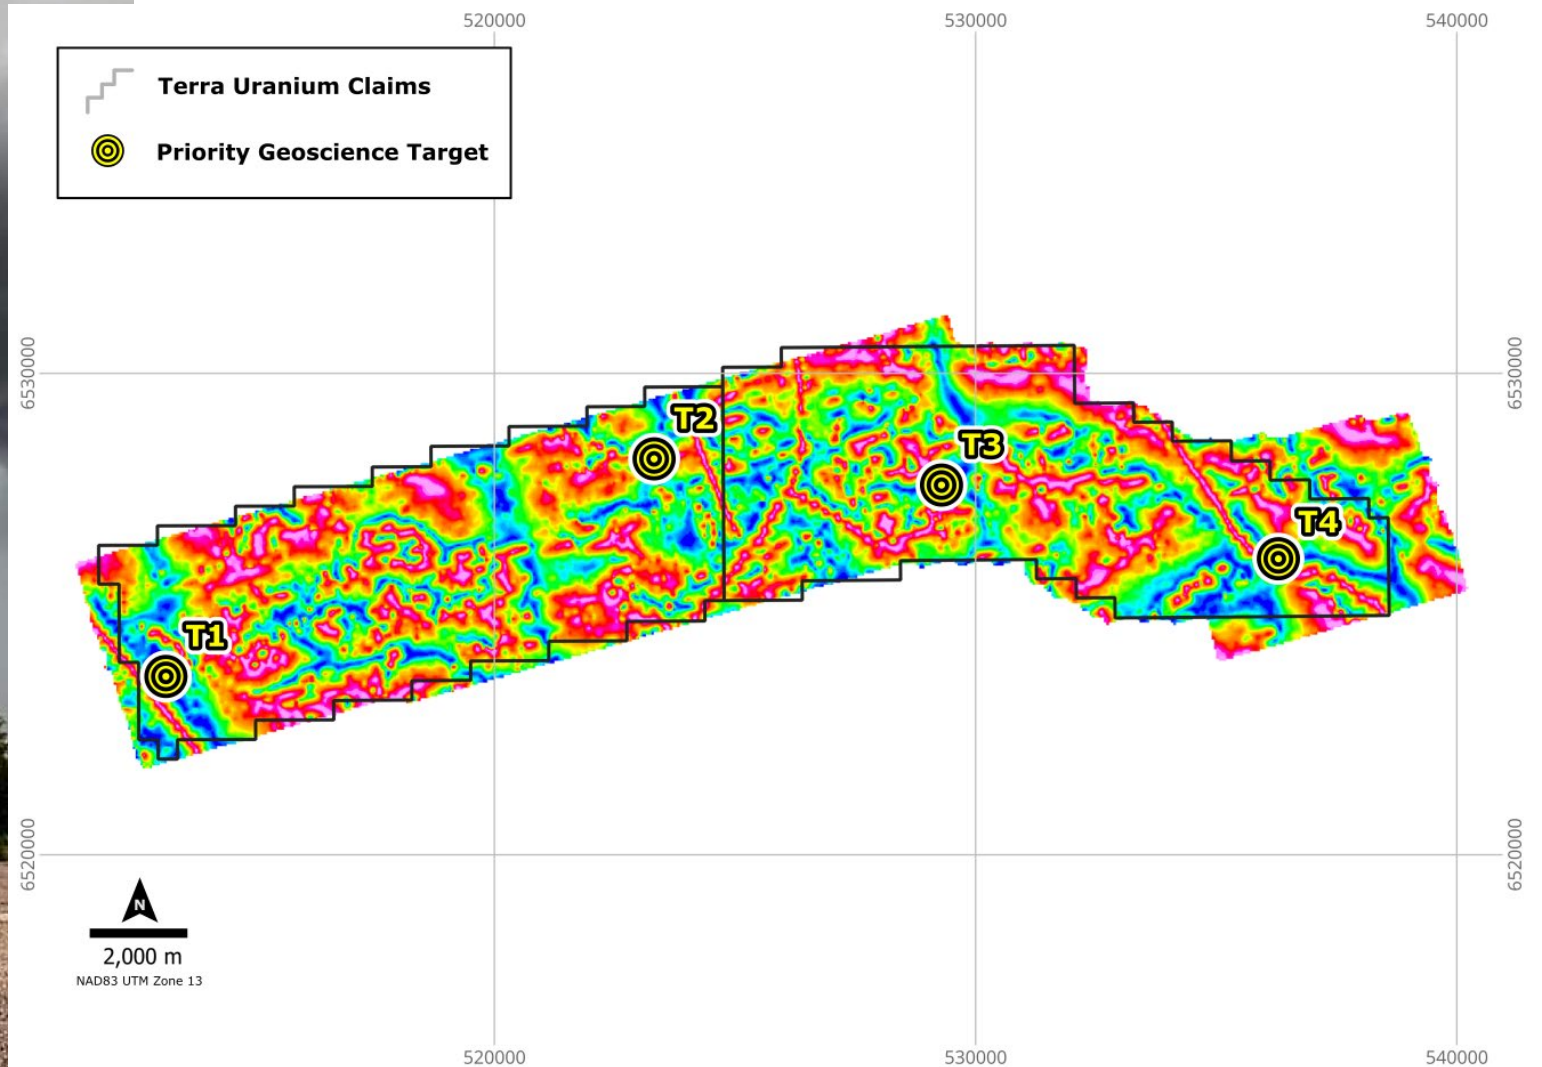 520000
530000
540000
Terra Uranium Claims
Priority Geoscience Target
6530000
6530000
T2
T3
T4
T1
6520000
6520000
N
2,000 m
NAD83 UTM Zone 13
520000
530000
540000